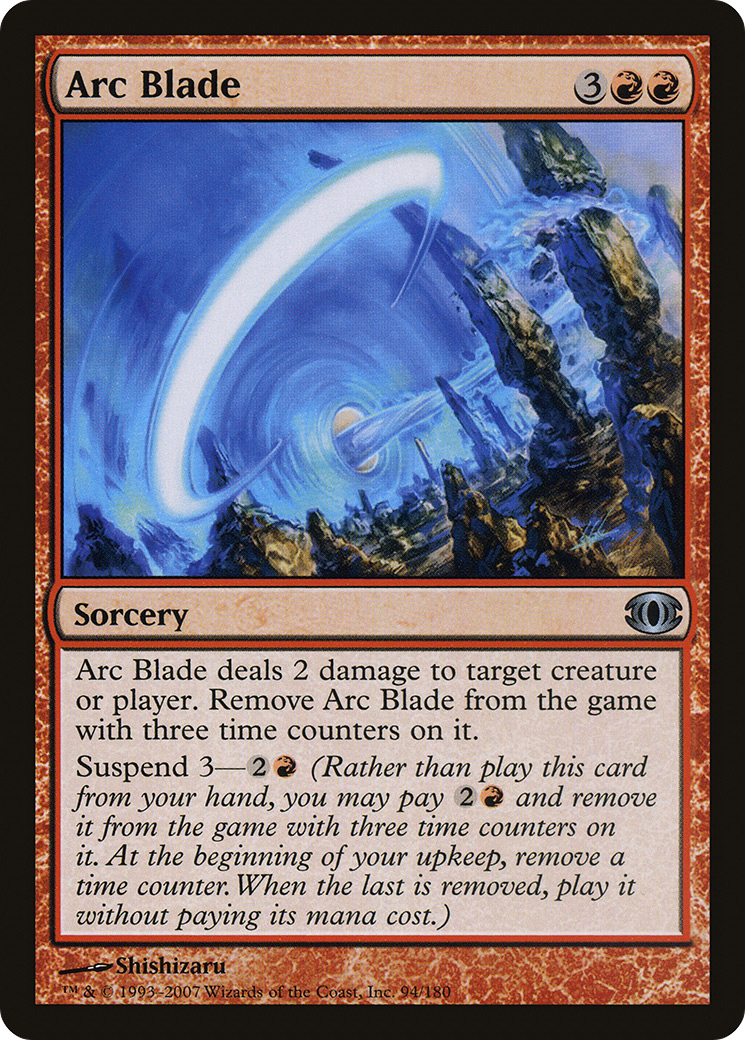 Arc Blade 3
Sorcery
Arc Blade deals 2 damage to target creature
or player. Remove Arc Blade from the game
with three time counters on it.
Suspend 3—2 (Rather than play this card
from your hand, you may pay 2 and remove
it from the game with three time counters on
it. At the beginning of your upkeep, remove a
time counter. When the last is removed, play it
without paying its mana cost.)
Shishizaru
™ & © 1993–2007 Wizards of the Coast, Inc. 94/180